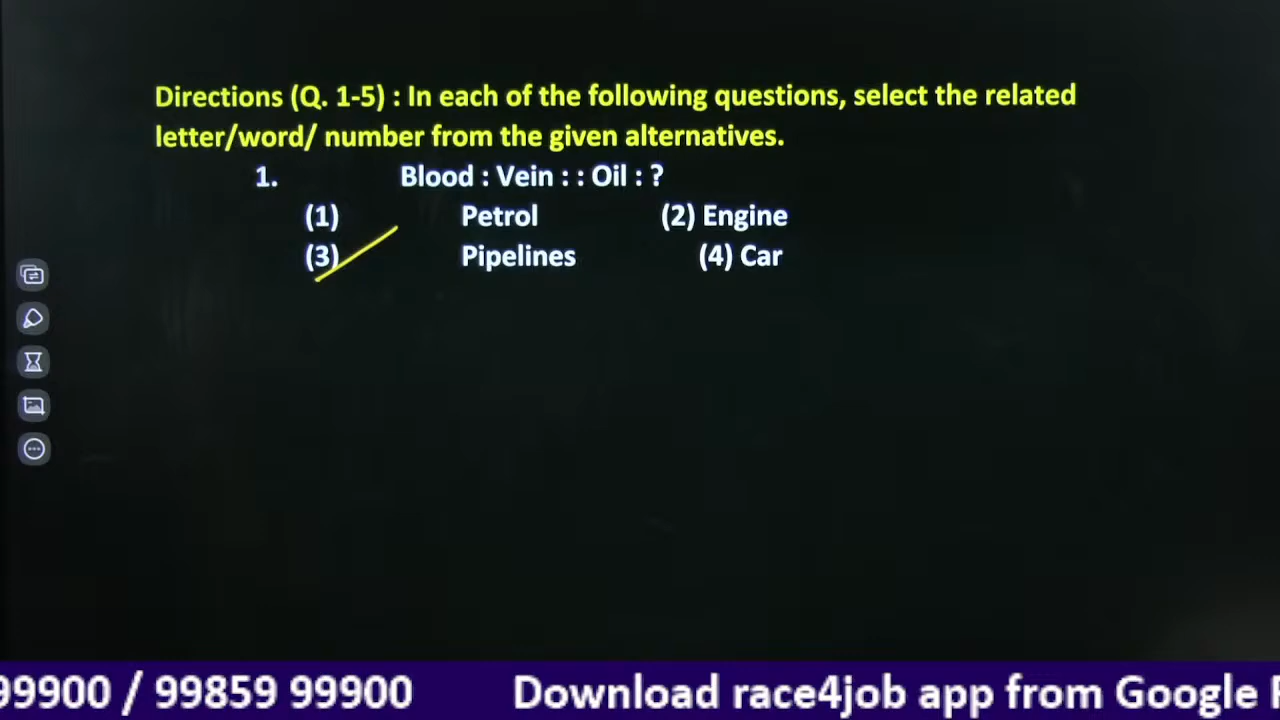 Directions (Q. 1-5) : In each of the following questions, select the related
letter/word/ number from the given alternatives.
1. Blood : Vein : : Oil : ?
(1) Petrol (2) Engine
(3) Pipelines (4) Car
99900 / 99859 99900 Download race4job app from Google